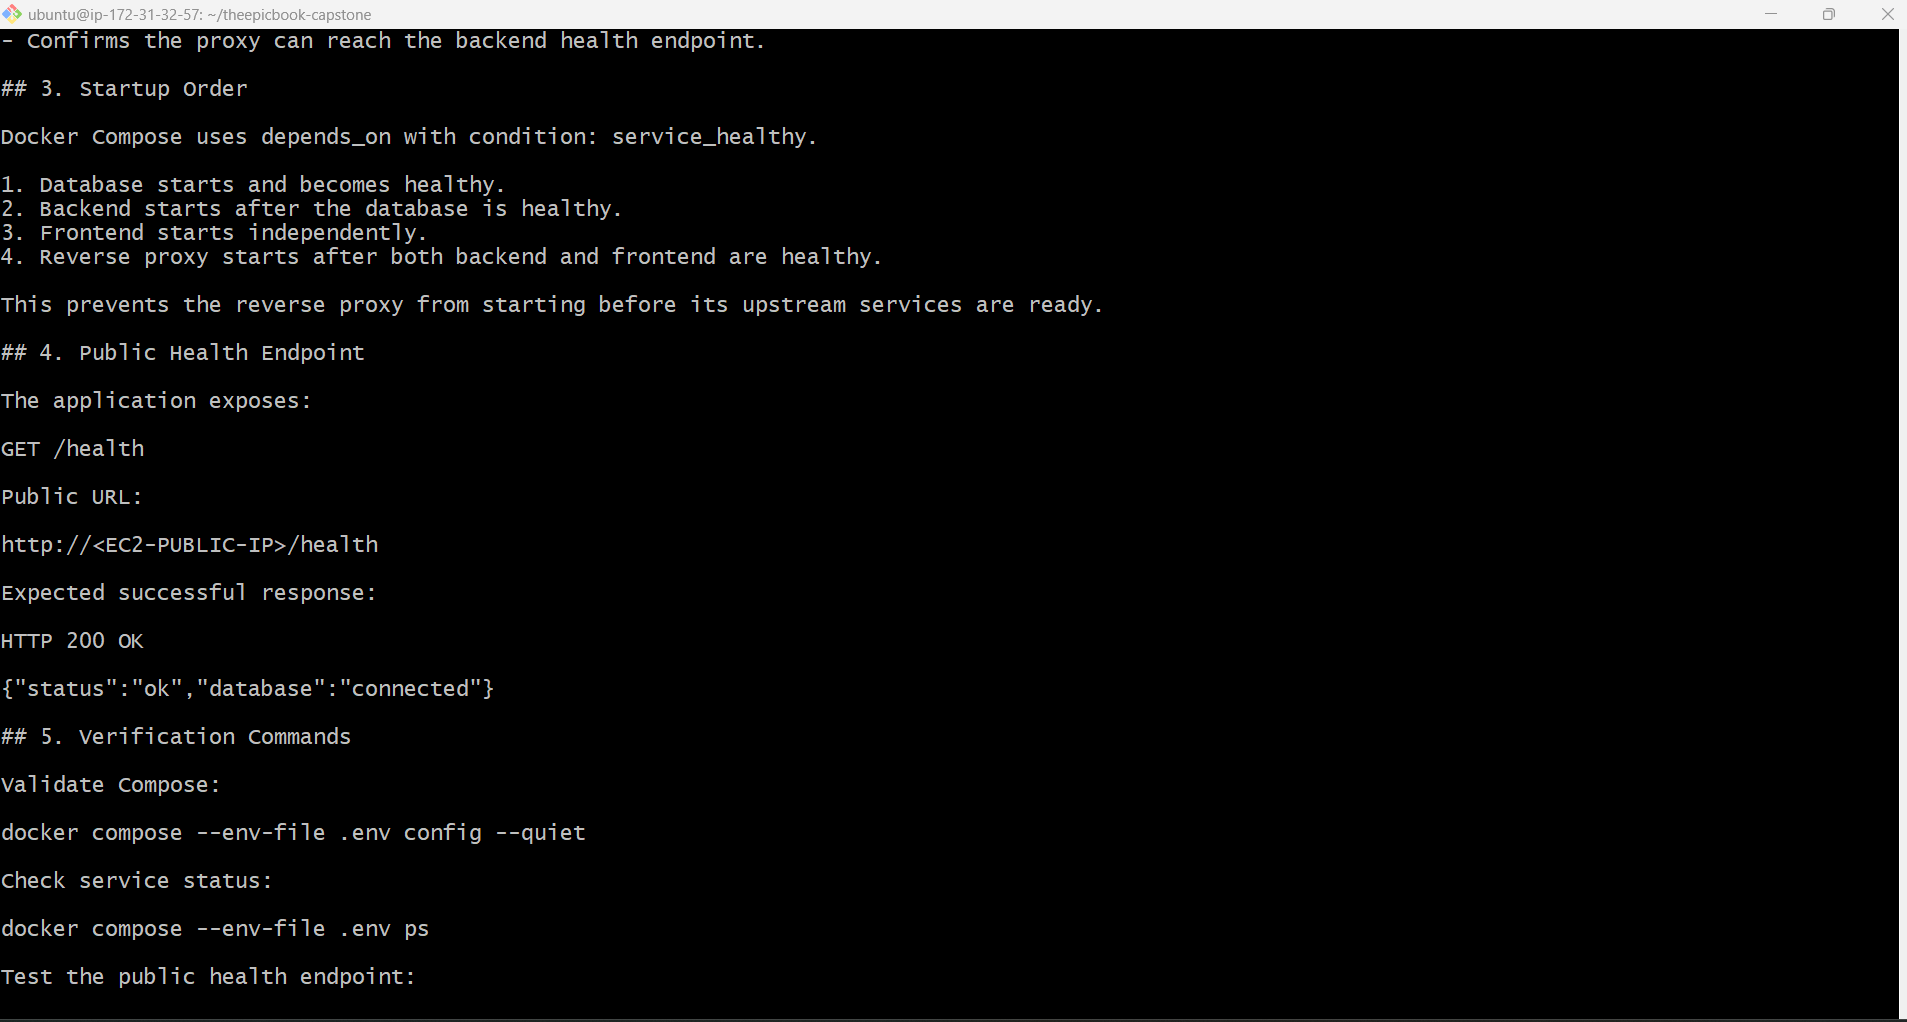 ubuntu@ip-172-31-32-57: ~/theepicbook-capstone
- Confirms the proxy can reach the backend health endpoint.
## 3. Startup Order
Docker Compose uses depends_on with condition: service_healthy.
1. Database starts and becomes healthy.
2. Backend starts after the database is healthy.
3. Frontend starts independently.
4. Reverse proxy starts after both backend and frontend are healthy.
This prevents the reverse proxy from starting before its upstream services are ready.
## 4. Public Health Endpoint
The application exposes:
GET /health
Public URL:
http://<EC2-PUBLIC-IP>/health
Expected successful response:
HTTP 200 OK
{"status":"ok","database":"connected"}
## 5. Verification Commands
Validate Compose:
docker compose --env-file .env config --quiet
Check service status:
docker compose --env-file .env ps
Test the public health endpoint: